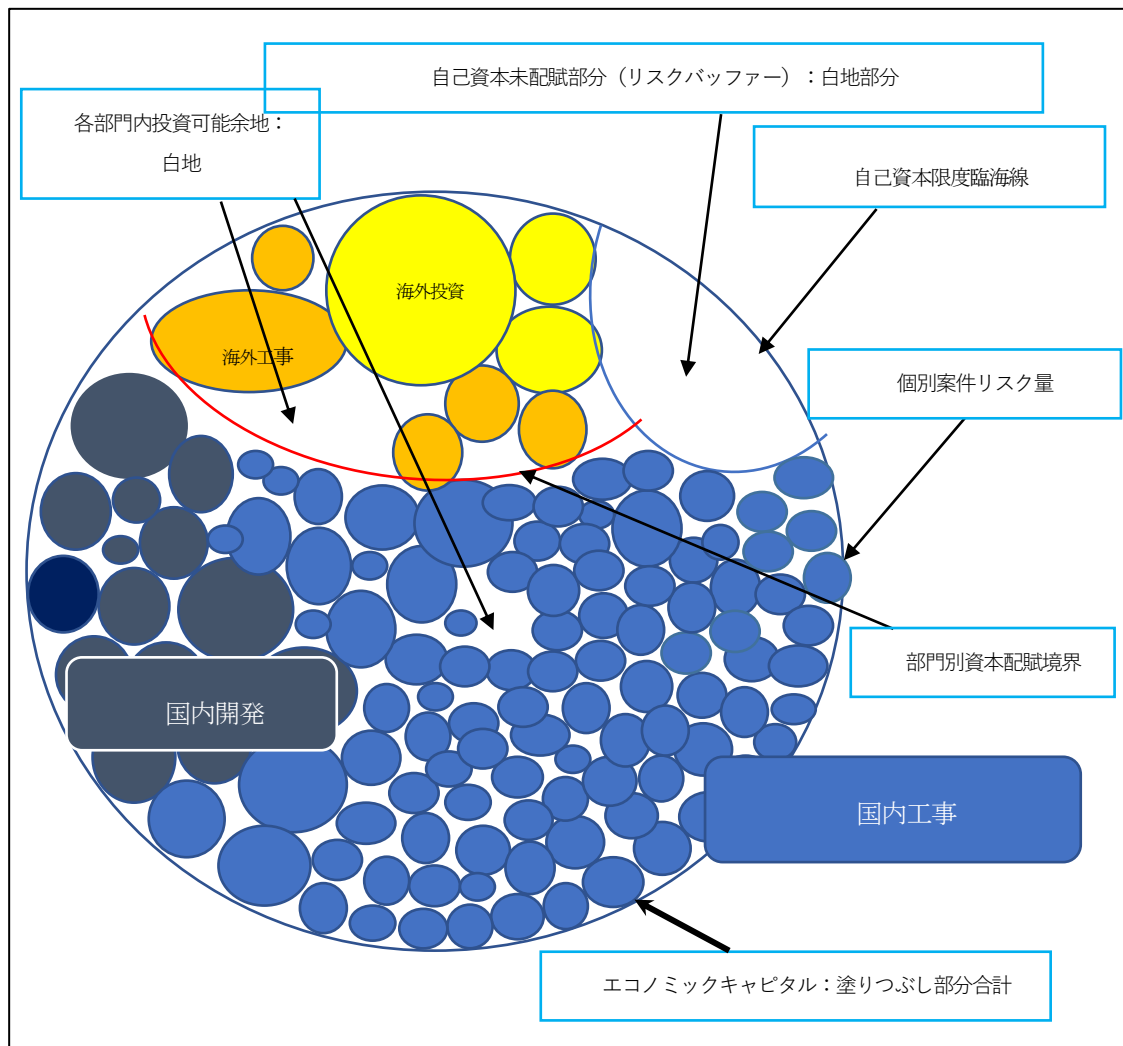 自己資本未配賦部分（リスクバッファー）：白地部分
各部門内投資可能余地：
白地
自己資本限度臨海線
海外投資
海外工事
個別案件リスク量
部門別資本配賦境界
国内開発
国内工事
エコノミックキャピタル：塗りつぶし部分合計